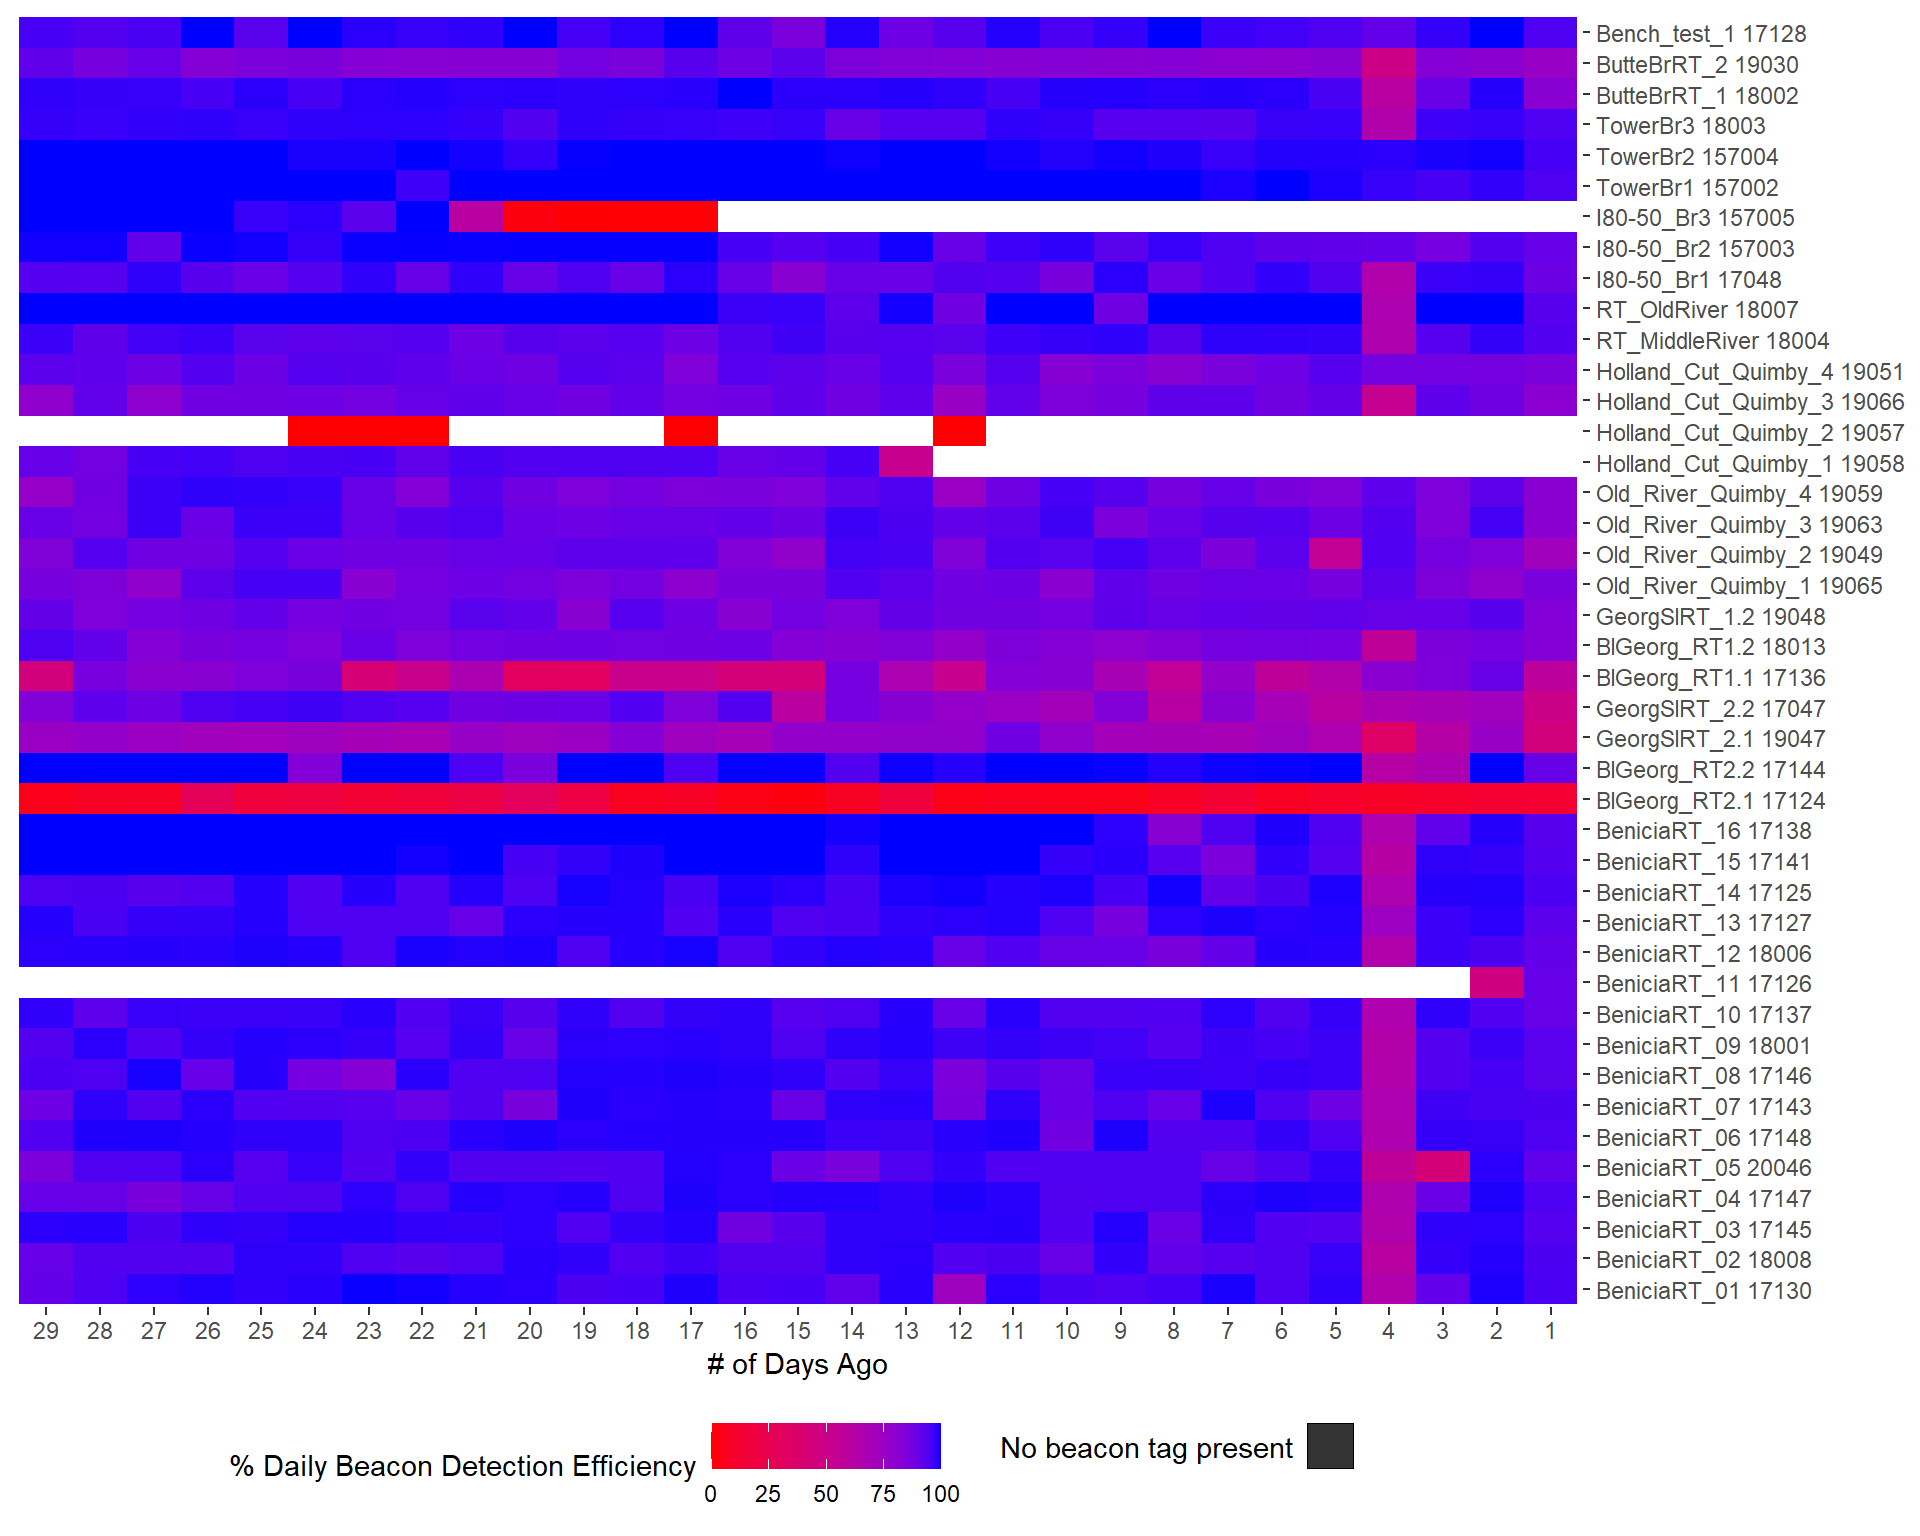 Bench_test_1 17128
ButteBrRT_2 19030
ButteBrRT_1 18002
TowerBr3 18003
TowerBr2 157004
TowerBr1 157002
I80-50_Br3 157005
I80-50_Br2 157003
I80-50_Br1 17048
RT_OldRiver 18007
RT_MiddleRiver 18004
Holland_Cut_Quimby_4 19051
Holland_Cut_Quimby_3 19066
Holland_Cut_Quimby_2 19057
Holland_Cut_Quimby_1 19058
Old_River_Quimby_4 19059
Old_River_Quimby_3 19063
Old_River_Quimby_2 19049
Old_River_Quimby_1 19065
GeorgSlRT_1.2 19048
BlGeorg_RT1.2 18013
BlGeorg_RT1.1 17136
GeorgSlRT_2.2 17047
GeorgSlRT_2.1 19047
BlGeorg_RT2.2 17144
BlGeorg_RT2.1 17124
BeniciaRT_16 17138
BeniciaRT_15 17141
BeniciaRT_14 17125
BeniciaRT_13 17127
BeniciaRT_12 18006
BeniciaRT_11 17126
BeniciaRT_10 17137
BeniciaRT_09 18001
BeniciaRT_08 17146
BeniciaRT_07 17143
BeniciaRT_06 17148
BeniciaRT_05 20046
BeniciaRT_04 17147
BeniciaRT_03 17145
BeniciaRT_02 18008
BeniciaRT_01 17130
29 28 27 26 25 24 23 22 21 20 19 18 17 16 15 14 13 12 11 10 9 8 7 6 5 4 3 2 1
# of Days Ago
% Daily Beacon Detection Efficiency
0 25 50 75 100
No beacon tag present